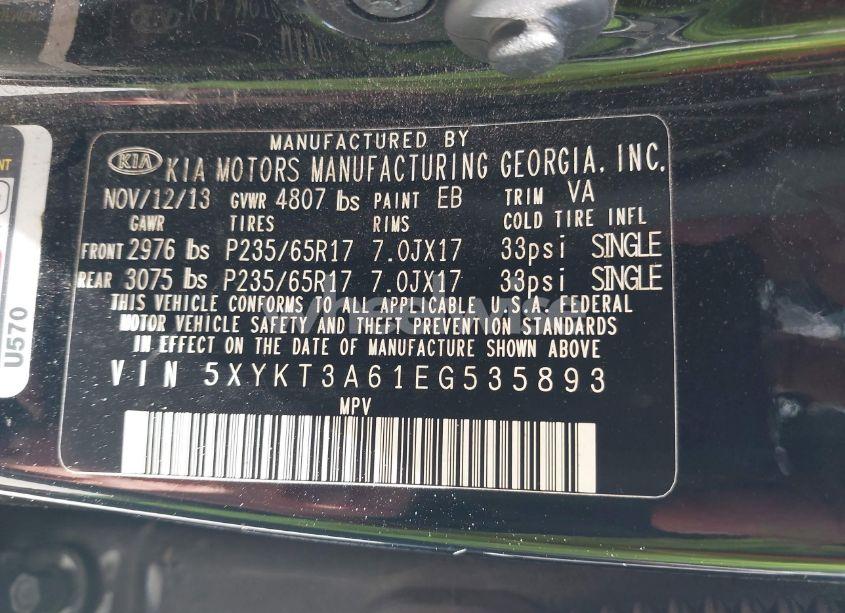 MANUFACTURED BY
KIA KIA MOTORS MANUFACTURING GEORGIA, INC.
NOV/12/13 GVWR 4807 lbs PAINT EB TRIM VA
GAWR TIRES RIMS COLD TIRE INFL
FRONT 2976 lbs P235/65R17 7.0JX17 33psi SINGLE
REAR 3075 lbs P235/65R17 7.0JX17 33psi SINGLE
THIS VEHICLE CONFORMS TO ALL APPLICABLE U.S.A. FEDERAL
MOTOR VEHICLE SAFETY AND THEFT PREVENTION STANDARDS
IN EFFECT ON THE DATE OF MANUFACTURE SHOWN ABOVE
VIN 5XYKT3A61EG535893
MPV
U570